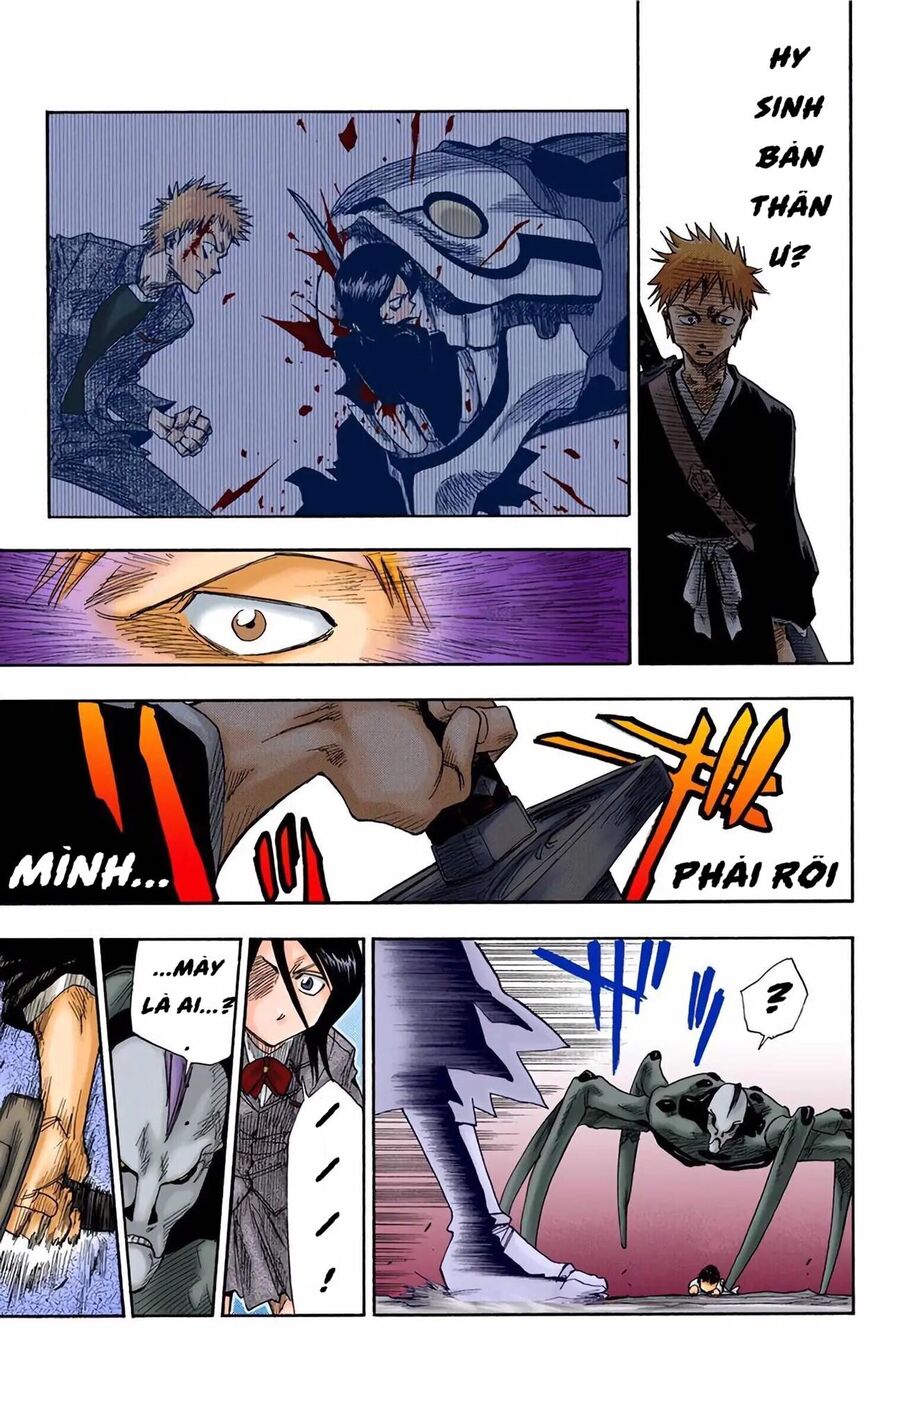 HY
SINH
BẢN
THÂN
Ư?
PHẢI RỒI
MÌNH...
?
...MÀY
LÀ AI...?
!